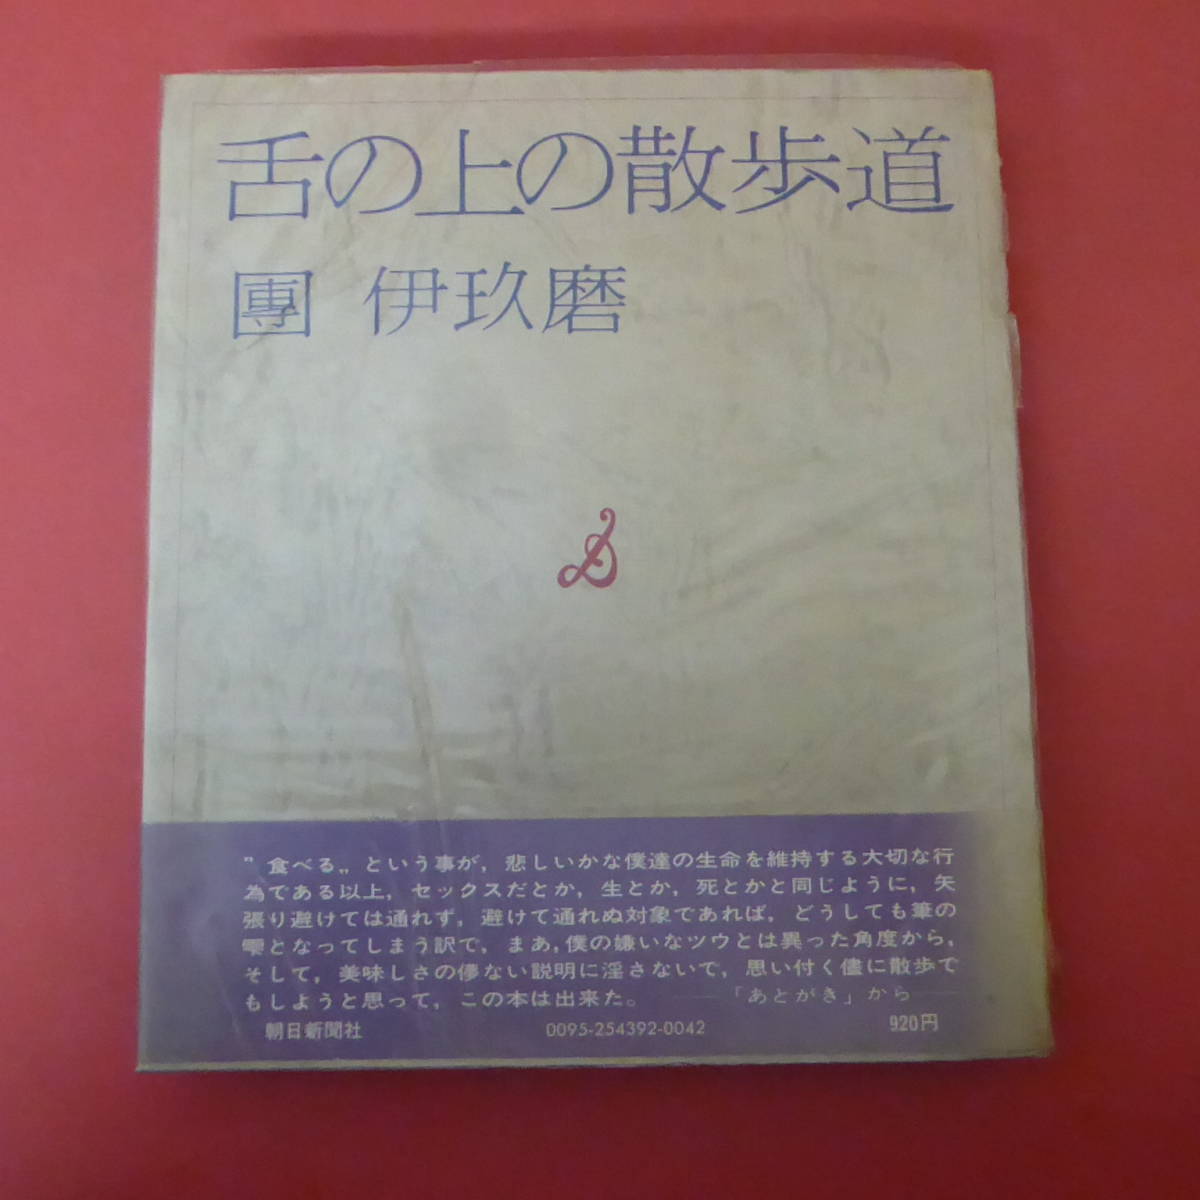 舌の上の散歩道
團 伊玖磨
〝食べる〟という事が，悲しいかな僕達の生命を維持する大切な行
為である以上，セックスだとか，生とか，死とかと同じように，矢
張り避けては通れず，避けて通れぬ対象であれば，どうしても筆の
雫となってしまう訳で，まあ，僕の嫌いなツウとは異った角度から，
そして，美味しさの儚ない説明に淫さないで，思い付く儘に散歩で
もしようと思って，この本は出来た。――「あとがき」から――
朝日新聞社 0095-254392-0042 920円